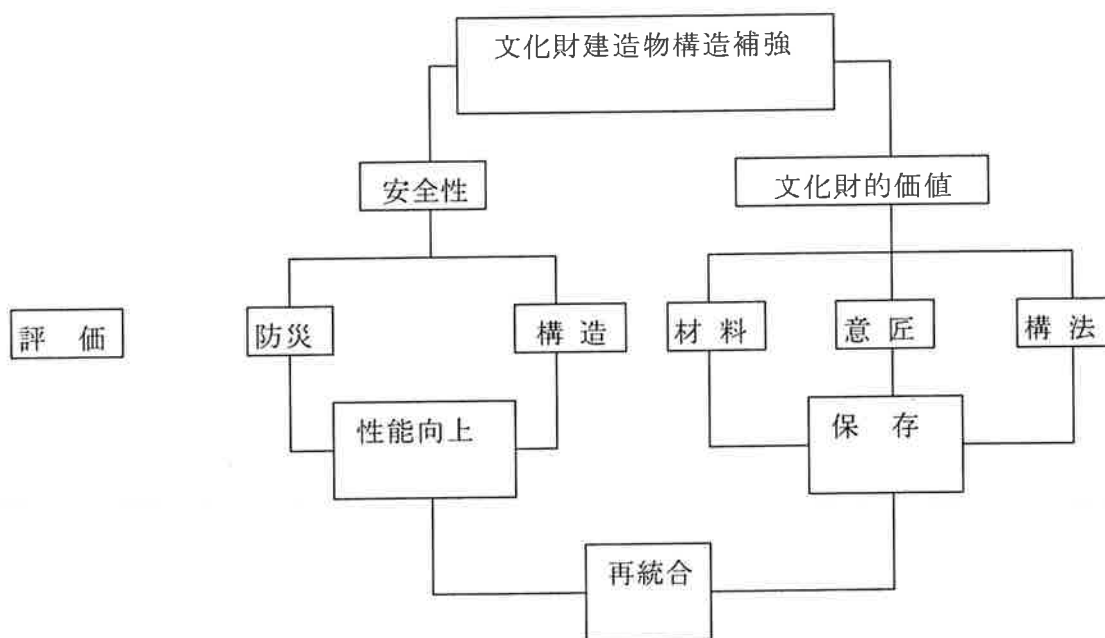 文化財建造物構造補強
安全性
文化財的価値
評 価
防災
構 造
材 料
意 匠
構 法
性能向上
保 存
再統合